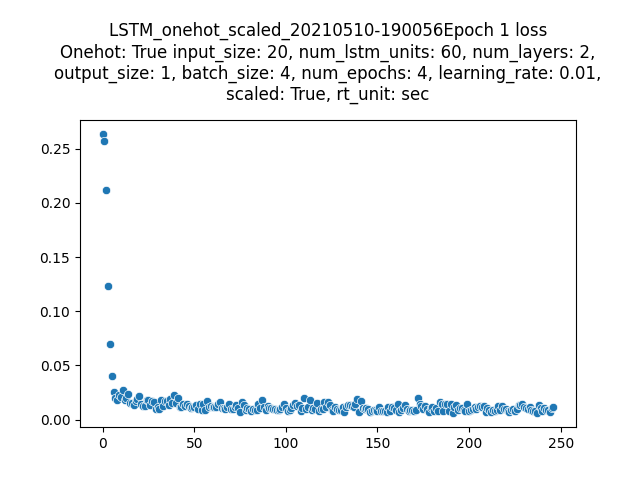 LSTM_onehot_scaled_20210510-190056Epoch 1 loss
Onehot: True input_size: 20, num_lstm_units: 60, num_layers: 2,
output_size: 1, batch_size: 4, num_epochs: 4, learning_rate: 0.01,
scaled: True, rt_unit: sec
0.25
0.20
0.15
0.10
0.05
0.00
0 50 100 150 200 250